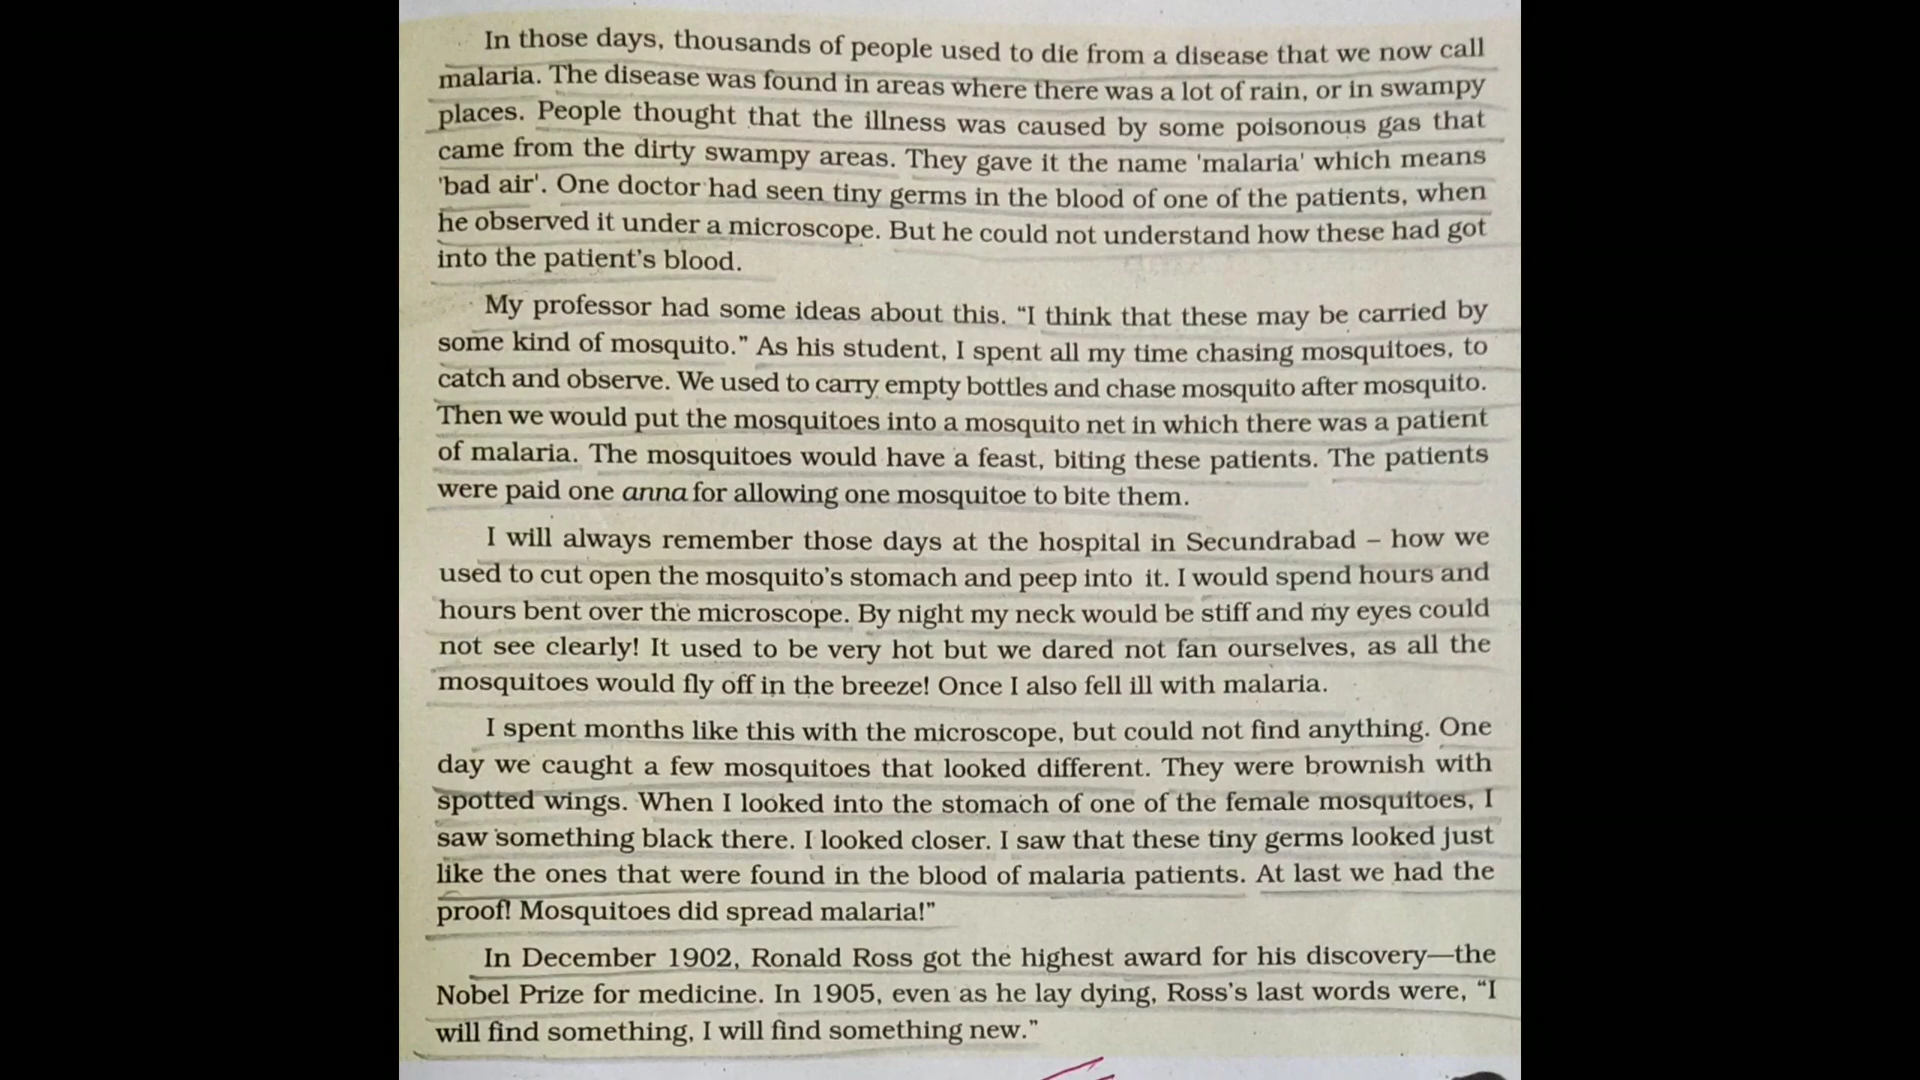 In those days, thousands of people used to die from a disease that we now call
malaria. The disease was found in areas where there was a lot of rain, or in swampy
places. People thought that the illness was caused by some poisonous gas that
came from the dirty swampy areas. They gave it the name 'malaria' which means
'bad air'. One doctor had seen tiny germs in the blood of one of the patients, when
he observed it under a microscope. But he could not understand how these had got
into the patient's blood.
My professor had some ideas about this. “I think that these may be carried by
some kind of mosquito.” As his student, I spent all my time chasing mosquitoes, to
catch and observe. We used to carry empty bottles and chase mosquito after mosquito.
Then we would put the mosquitoes into a mosquito net in which there was a patient
of malaria. The mosquitoes would have a feast, biting these patients. The patients
were paid one anna for allowing one mosquitoe to bite them.
I will always remember those days at the hospital in Secundrabad – how we
used to cut open the mosquito's stomach and peep into it. I would spend hours and
hours bent over the microscope. By night my neck would be stiff and my eyes could
not see clearly! It used to be very hot but we dared not fan ourselves, as all the
mosquitoes would fly off in the breeze! Once I also fell ill with malaria.
I spent months like this with the microscope, but could not find anything. One
day we caught a few mosquitoes that looked different. They were brownish with
spotted wings. When I looked into the stomach of one of the female mosquitoes, I
saw something black there. I looked closer. I saw that these tiny germs looked just
like the ones that were found in the blood of malaria patients. At last we had the
proof! Mosquitoes did spread malaria!”
In December 1902, Ronald Ross got the highest award for his discovery—the
Nobel Prize for medicine. In 1905, even as he lay dying, Ross's last words were, “I
will find something, I will find something new.”